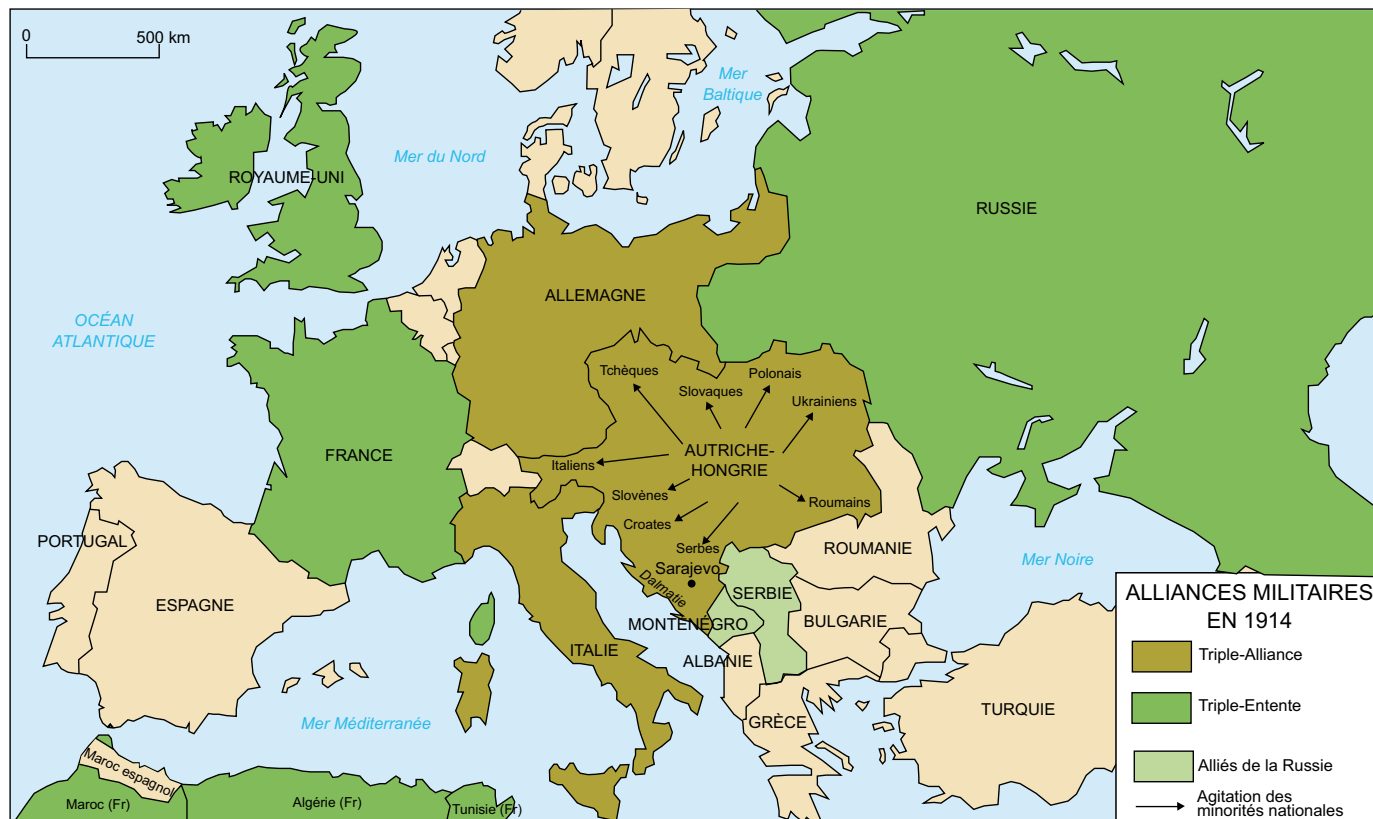 0
500 km
Mer
Baltique
Mer du Nord
ROYAUME-UNI
RUSSIE
ALLEMAGNE
OCÉAN
ATLANTIQUE
Tchèques
Slovaques
Polonais
Ukrainiens
AUTRICHE-
HONGRIE
FRANCE
Italiens
Slovènes
Roumains
Croates
Serbes
Sarajevo
Dalmatie
PORTUGAL
ESPAGNE
ROUMANIE
Mer Noire
SERBIE
MONTENÉGRO
BULGARIE
ITALIE
ALBANIE
GRÈCE
TURQUIE
Mer Méditerranée
Maroc espagnol
Maroc (Fr)
Algérie (Fr)
Tunisie (Fr)
ALLIANCES MILITAIRES
EN 1914
Triple-Alliance
Triple-Entente
Alliés de la Russie
Agitation des
minorités nationales